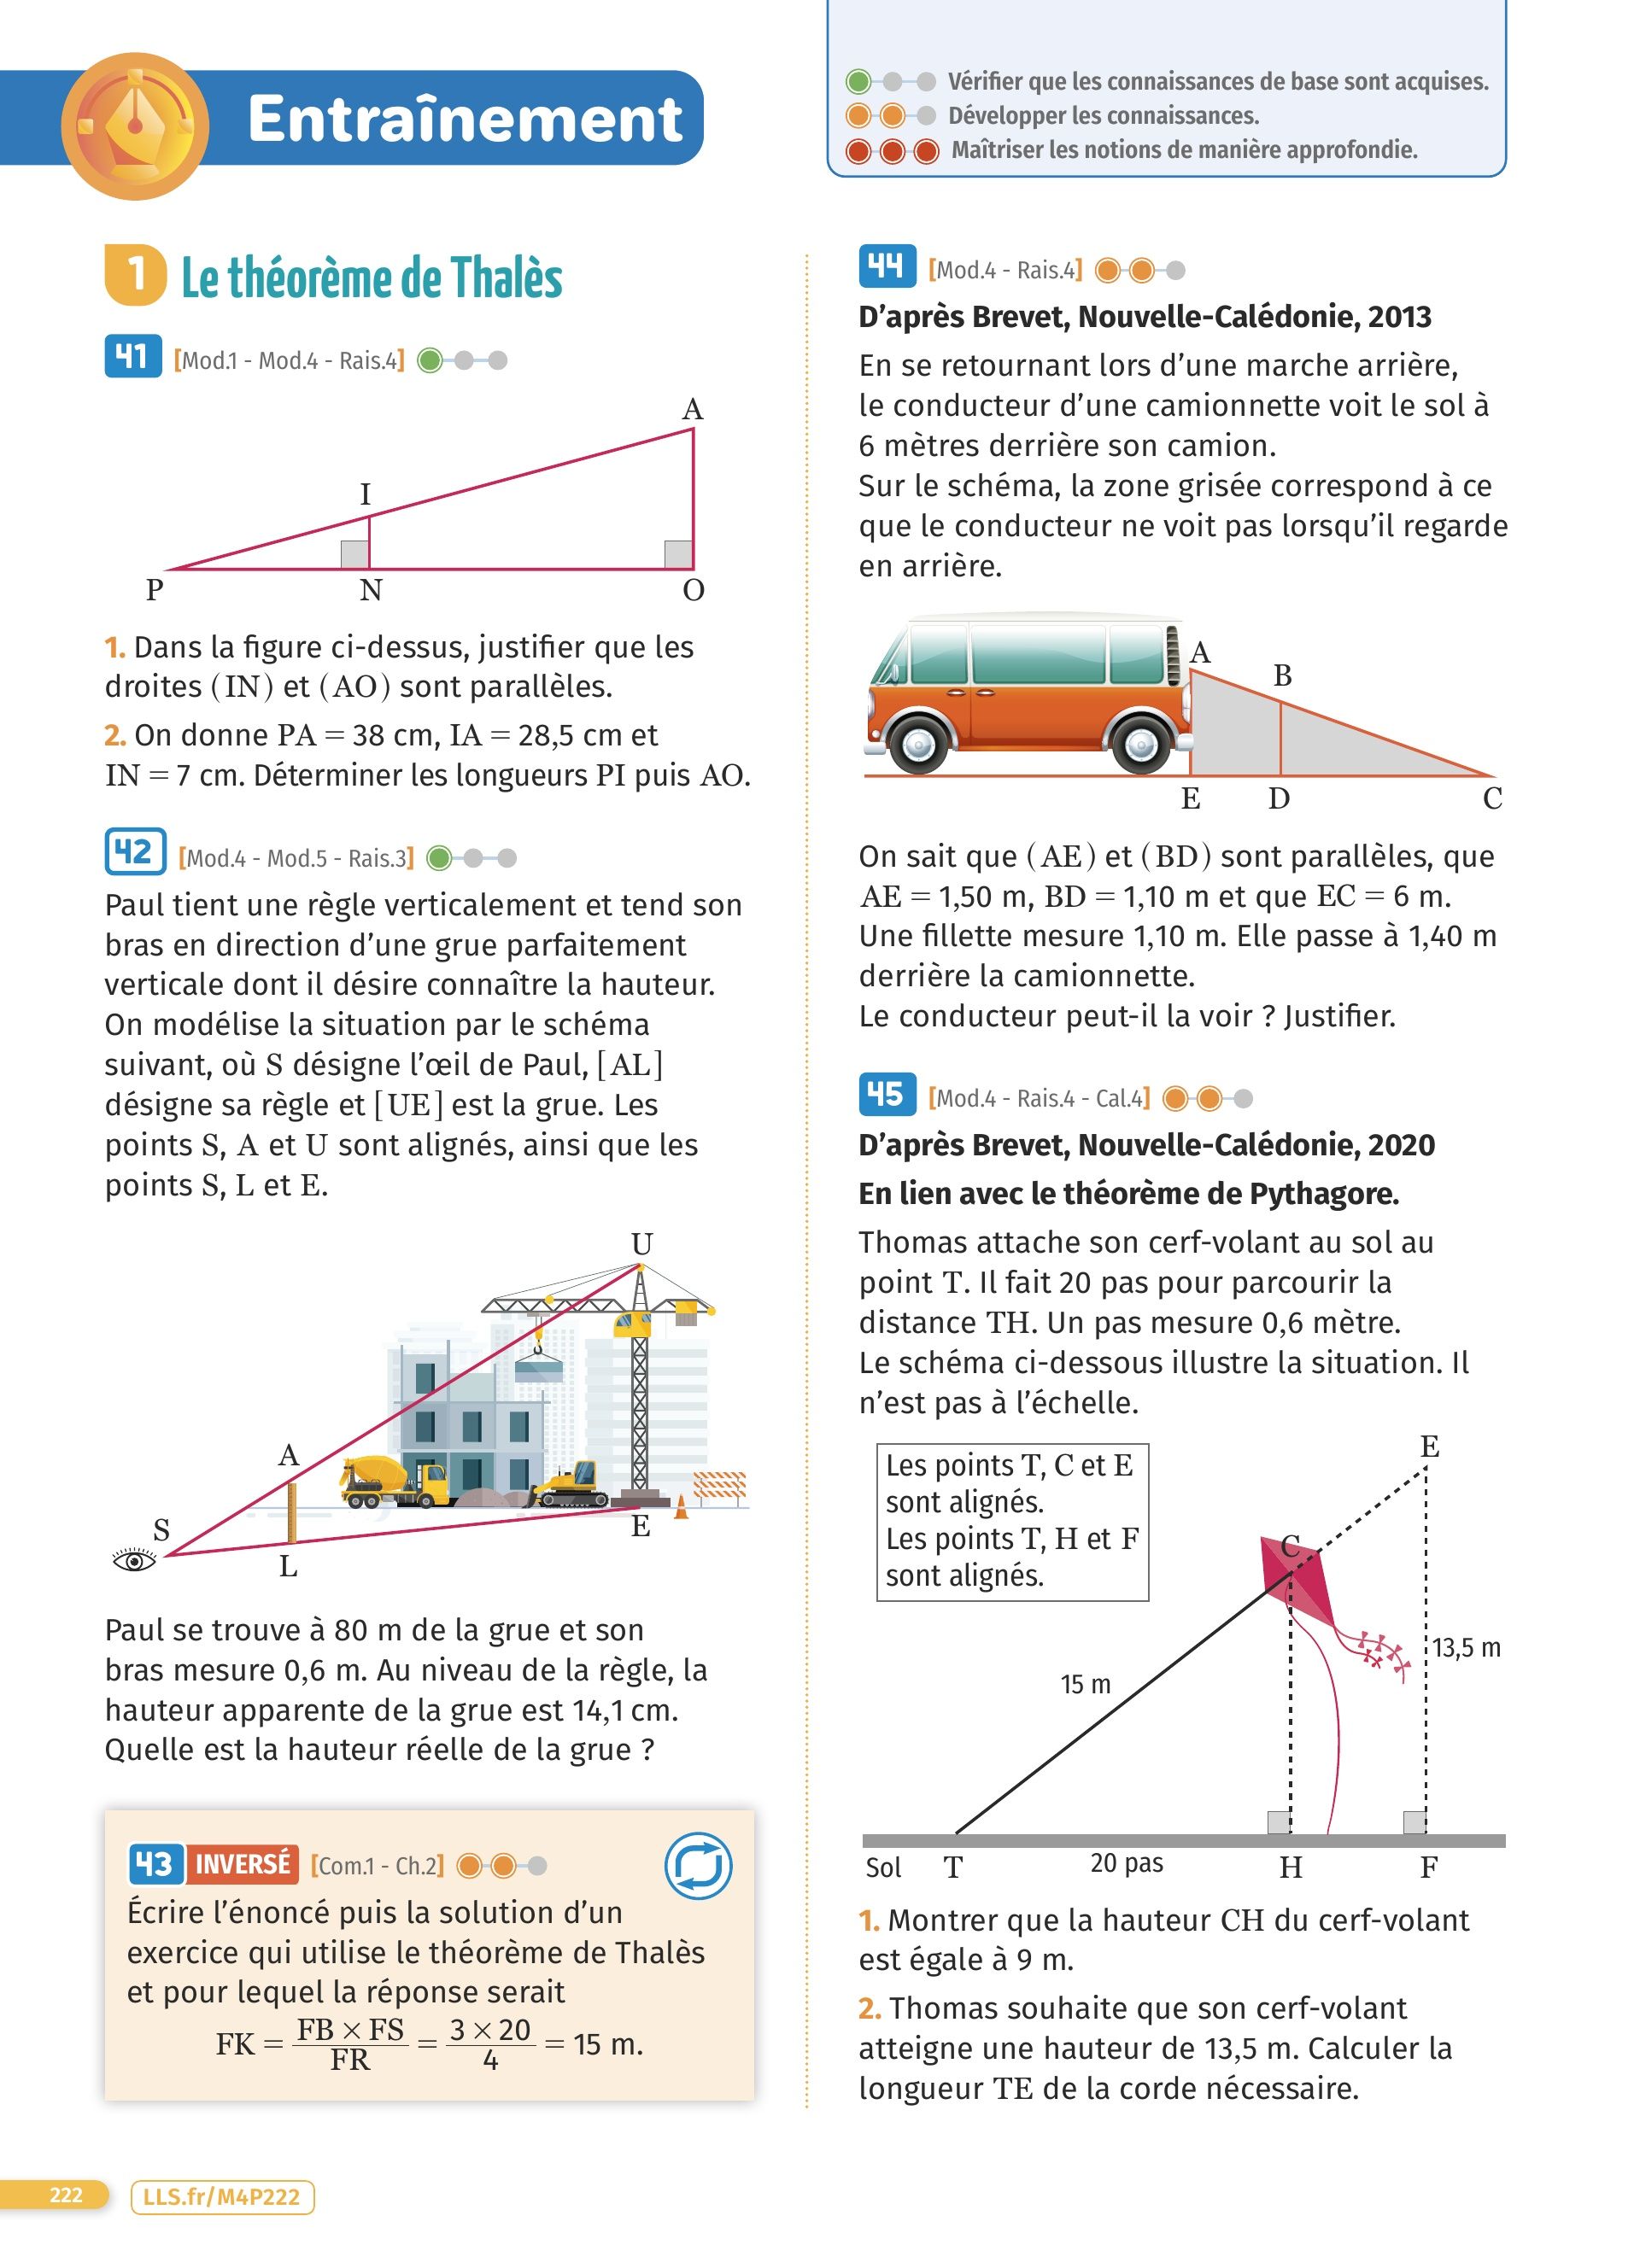 Entraînement
Vérifier que les connaissances de base sont acquises.
Développer les connaissances.
Maîtriser les notions de manière approfondie.
1 Le théorème de Thalès
41 [Mod.1 - Mod.4 - Rais.4]
A
I
P
N
O
1. Dans la figure ci-dessus, justifier que les
droites (IN) et (AO) sont parallèles.
2. On donne PA = 38 cm, IA = 28,5 cm et
IN = 7 cm. Déterminer les longueurs PI puis AO.
42 [Mod.4 - Mod.5 - Rais.3]
Paul tient une règle verticalement et tend son
bras en direction d'une grue parfaitement
verticale dont il désire connaître la hauteur.
On modélise la situation par le schéma
suivant, où S désigne l'œil de Paul, [AL]
désigne sa règle et [UE] est la grue. Les
points S, A et U sont alignés, ainsi que les
points S, L et E.
U
A
S
E
L
Paul se trouve à 80 m de la grue et son
bras mesure 0,6 m. Au niveau de la règle, la
hauteur apparente de la grue est 14,1 cm.
Quelle est la hauteur réelle de la grue ?
43 INVERSÉ [Com.1 - Ch.2]
Écrire l'énoncé puis la solution d'un
exercice qui utilise le théorème de Thalès
et pour lequel la réponse serait
FK = FB × FS / FR = 3 × 20 / 4 = 15 m.
44 [Mod.4 - Rais.4]
D'après Brevet, Nouvelle-Calédonie, 2013
En se retournant lors d'une marche arrière,
le conducteur d'une camionnette voit le sol à
6 mètres derrière son camion.
Sur le schéma, la zone grisée correspond à ce
que le conducteur ne voit pas lorsqu'il regarde
en arrière.
A
B
E
D
C
On sait que (AE) et (BD) sont parallèles, que
AE = 1,50 m, BD = 1,10 m et que EC = 6 m.
Une fillette mesure 1,10 m. Elle passe à 1,40 m
derrière la camionnette.
Le conducteur peut-il la voir ? Justifier.
45 [Mod.4 - Rais.4 - Cal.4]
D'après Brevet, Nouvelle-Calédonie, 2020
En lien avec le théorème de Pythagore.
Thomas attache son cerf-volant au sol au
point T. Il fait 20 pas pour parcourir la
distance TH. Un pas mesure 0,6 mètre.
Le schéma ci-dessous illustre la situation. Il
n'est pas à l'échelle.
Les points T, C et E
sont alignés.
Les points T, H et F
sont alignés.
E
C
13,5 m
15 m
Sol
T
20 pas
H
F
1. Montrer que la hauteur CH du cerf-volant
est égale à 9 m.
2. Thomas souhaite que son cerf-volant
atteigne une hauteur de 13,5 m. Calculer la
longueur TE de la corde nécessaire.
222
LLS.fr/M4P222